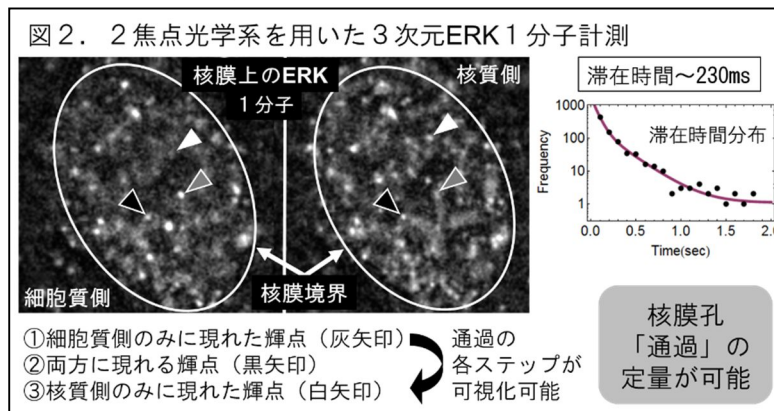 図２．２焦点光学系を用いた３次元ERK１分子計測
核膜上のERK
１分子
核質側
細胞質側
核膜境界
滞在時間～230ms
滞在時間分布
Frequency
1000
100
10
1
0.0 0.5 1.0 1.5 2.0
Time(sec)
①細胞質側のみに現れた輝点（灰矢印）
②両方に現れる輝点（黒矢印）
③核質側のみに現れた輝点（白矢印）
通過の
各ステップが
可視化可能
核膜孔
「通過」の
定量が可能